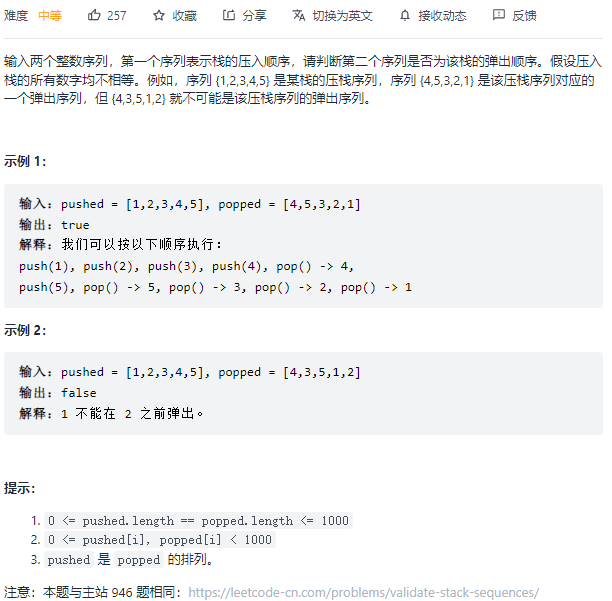 难度 中等 257 收藏 分享 切换为英文 接收动态 反馈
输入两个整数序列，第一个序列表示栈的压入顺序，请判断第二个序列是否为该栈的弹出顺序。假设压入
栈的所有数字均不相等。例如，序列 {1,2,3,4,5} 是某栈的压栈序列，序列 {4,5,3,2,1} 是该压栈序列对应的
一个弹出序列，但 {4,3,5,1,2} 就不可能是该压栈序列的弹出序列。
示例 1：
输入：pushed = [1,2,3,4,5], popped = [4,5,3,2,1]
输出：true
解释：我们可以按以下顺序执行：
push(1), push(2), push(3), push(4), pop() -> 4,
push(5), pop() -> 5, pop() -> 3, pop() -> 2, pop() -> 1
示例 2：
输入：pushed = [1,2,3,4,5], popped = [4,3,5,1,2]
输出：false
解释：1 不能在 2 之前弹出。
提示：
1. 0 <= pushed.length == popped.length <= 1000
2. 0 <= pushed[i], popped[i] < 1000
3. pushed 是 popped 的排列。
注意：本题与主站 946 题相同：https://leetcode-cn.com/problems/validate-stack-sequences/